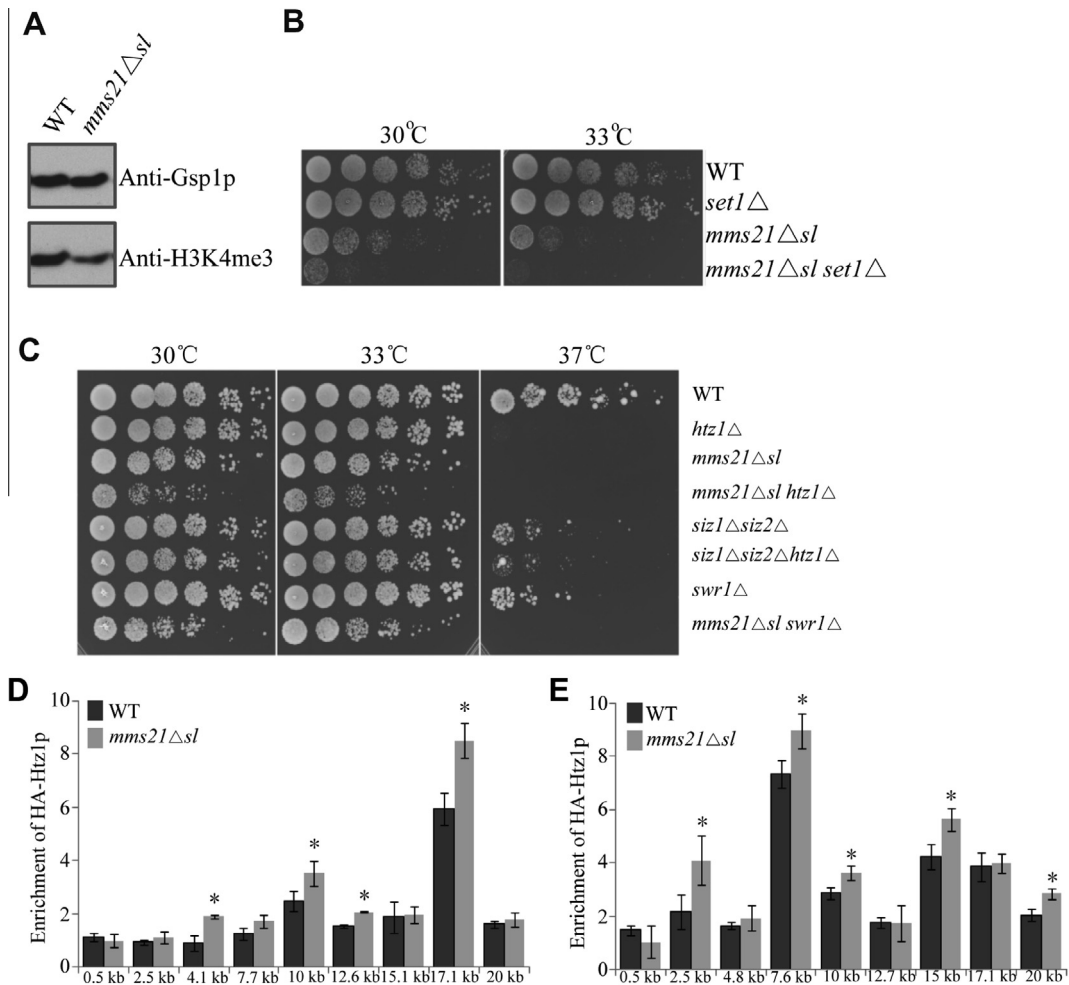 A
WT
mms21△sl
Anti-Gsp1p
Anti-H3K4me3
B
30℃ 33℃
WT
set1△
mms21△sl
mms21△sl set1△
C
30℃ 33℃ 37℃
WT
htz1△
mms21△sl
mms21△sl htz1△
siz1△siz2△
siz1△siz2△htz1△
swr1△
mms21△sl swr1△
D
Enrichment of HA-Htz1p
10
8
6
4
2
0
WT
mms21△sl
* * * *
0.5 kb 2.5 kb 4.1 kb 7.7 kb 10 kb 12.6 kb 15.1 kb 17.1 kb 20 kb
E
Enrichment of HA-Htz1p
10
8
6
4
2
0
WT
mms21△sl
* * * * *
0.5 kb 2.5 kb 4.8 kb 7.6 kb 10 kb 12.7 kb 15 kb 17.1 kb 20 kb